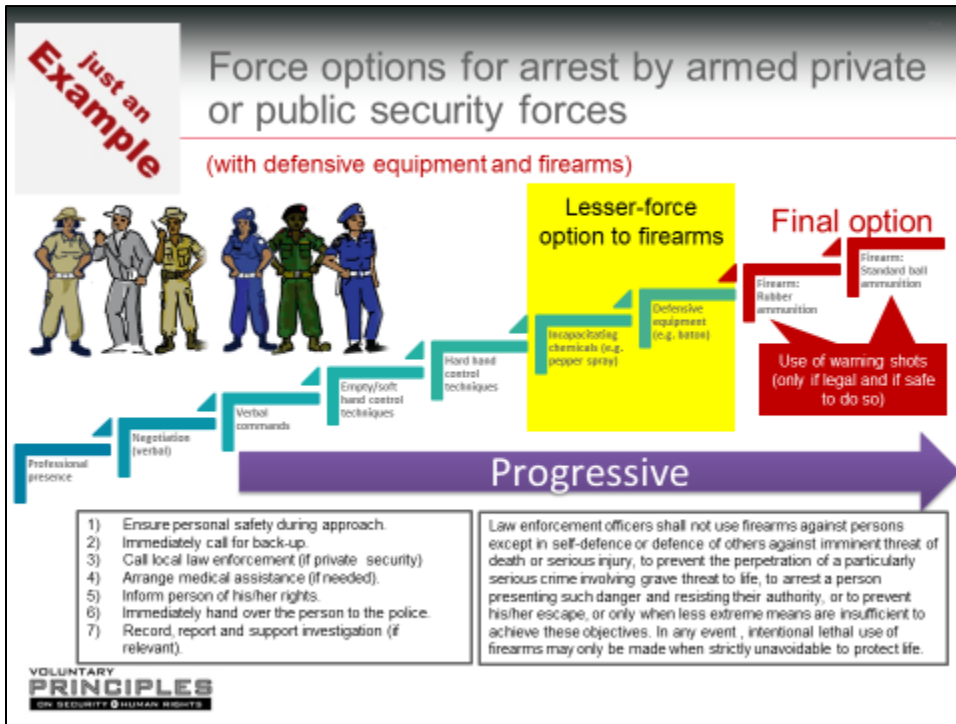 just an
Example
Force options for arrest by armed private
or public security forces
(with defensive equipment and firearms)
Lesser-force
option to firearms
Final option
Professional
presence
Negotiation
(verbal)
Verbal
commands
Empty/soft
hand control
techniques
Hard hand
control
techniques
Incapacitating
chemicals (e.g.
pepper spray)
Defensive
equipment
(e.g. baton)
Firearm:
Rubber
ammunition
Firearm:
Standard ball
ammunition
Use of warning shots
(only if legal and if safe
to do so)
Progressive
1) Ensure personal safety during approach.
2) Immediately call for back-up.
3) Call local law enforcement (if private security)
4) Arrange medical assistance (if needed).
5) Inform person of his/her rights.
6) Immediately hand over the person to the police.
7) Record, report and support investigation (if
relevant).
Law enforcement officers shall not use firearms against persons
except in self-defence or defence of others against imminent threat of
death or serious injury, to prevent the perpetration of a particularly
serious crime involving grave threat to life, to arrest a person
presenting such danger and resisting their authority, or to prevent
his/her escape, or only when less extreme means are insufficient to
achieve these objectives. In any event , intentional lethal use of
firearms may only be made when strictly unavoidable to protect life.
VOLUNTARY
PRINCIPLES
ON SECURITY HUMAN RIGHTS